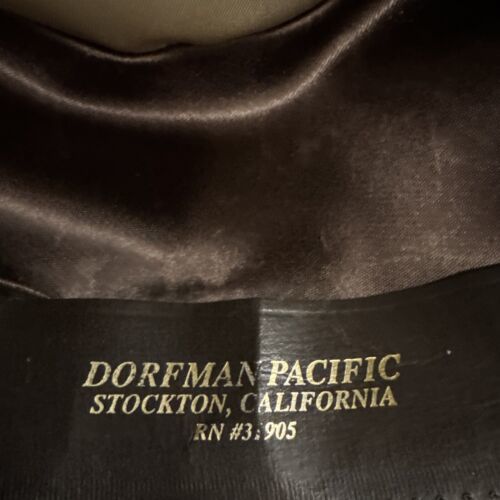 DORFMAN PACIFIC
STOCKTON, CALIFORNIA
RN #